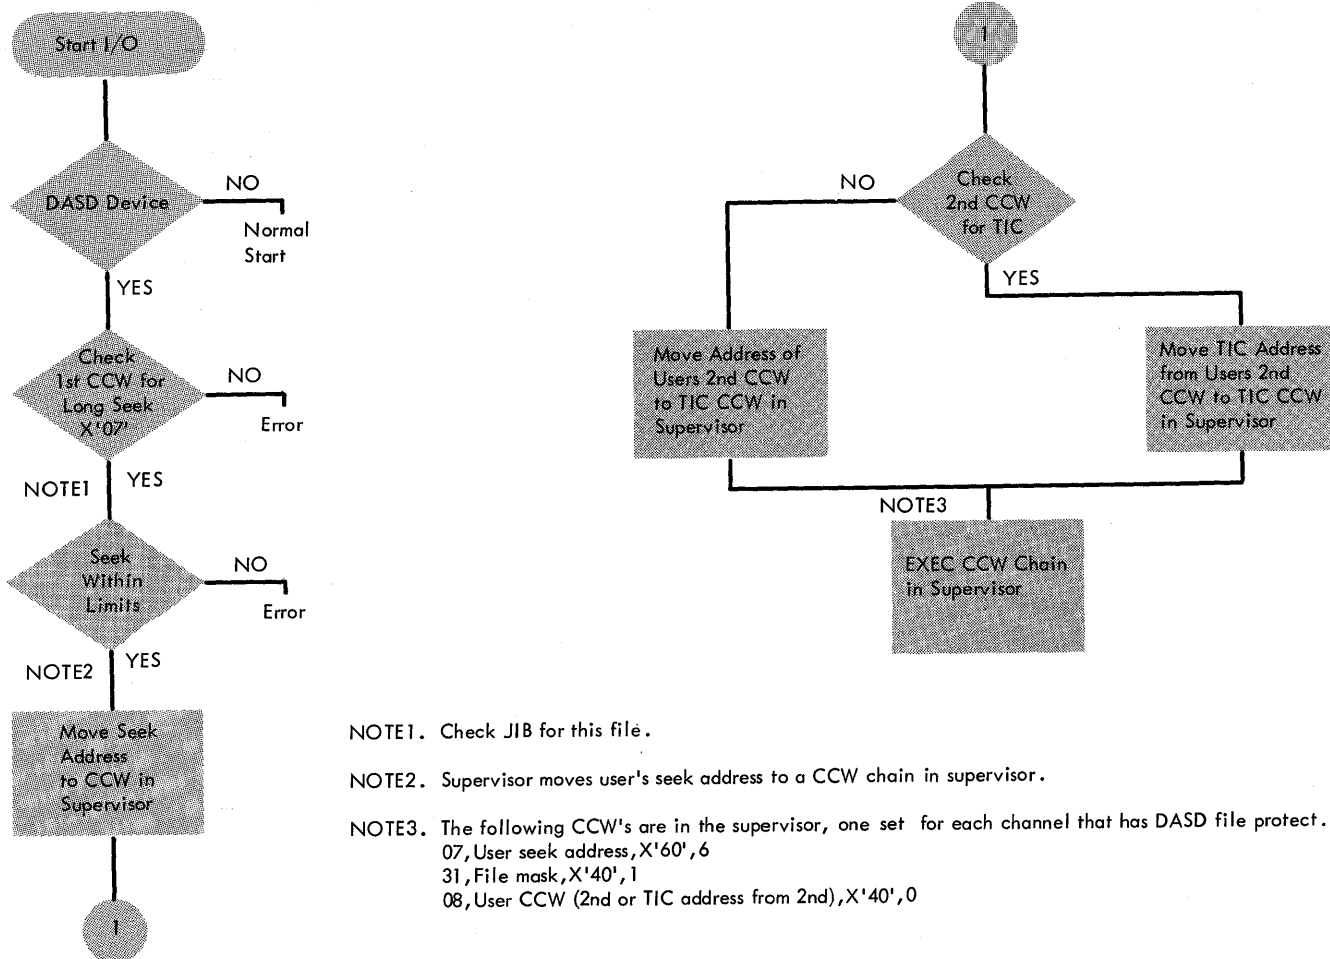 Start I/O
DASD Device
NO
Normal
Start
YES
Check
1st CCW for
Long Seek
X'07'
NO
Error
NOTE1
YES
Seek
Within
Limits
NO
Error
NOTE2
YES
Move Seek
Address
to CCW in
Supervisor
1
1
Check
2nd CCW
for TIC
NO
YES
Move Address of
Users 2nd CCW
to TIC CCW in
Supervisor
Move TIC Address
from Users 2nd
CCW to TIC CCW
in Supervisor
NOTE3
EXEC CCW Chain
in Supervisor
NOTE1. Check JIB for this file.
NOTE2. Supervisor moves user's seek address to a CCW chain in supervisor.
NOTE3. The following CCW's are in the supervisor, one set for each channel that has DASD file protect.
07,User seek address,X'60',6
31,File mask,X'40',1
08,User CCW (2nd or TIC address from 2nd),X'40',0